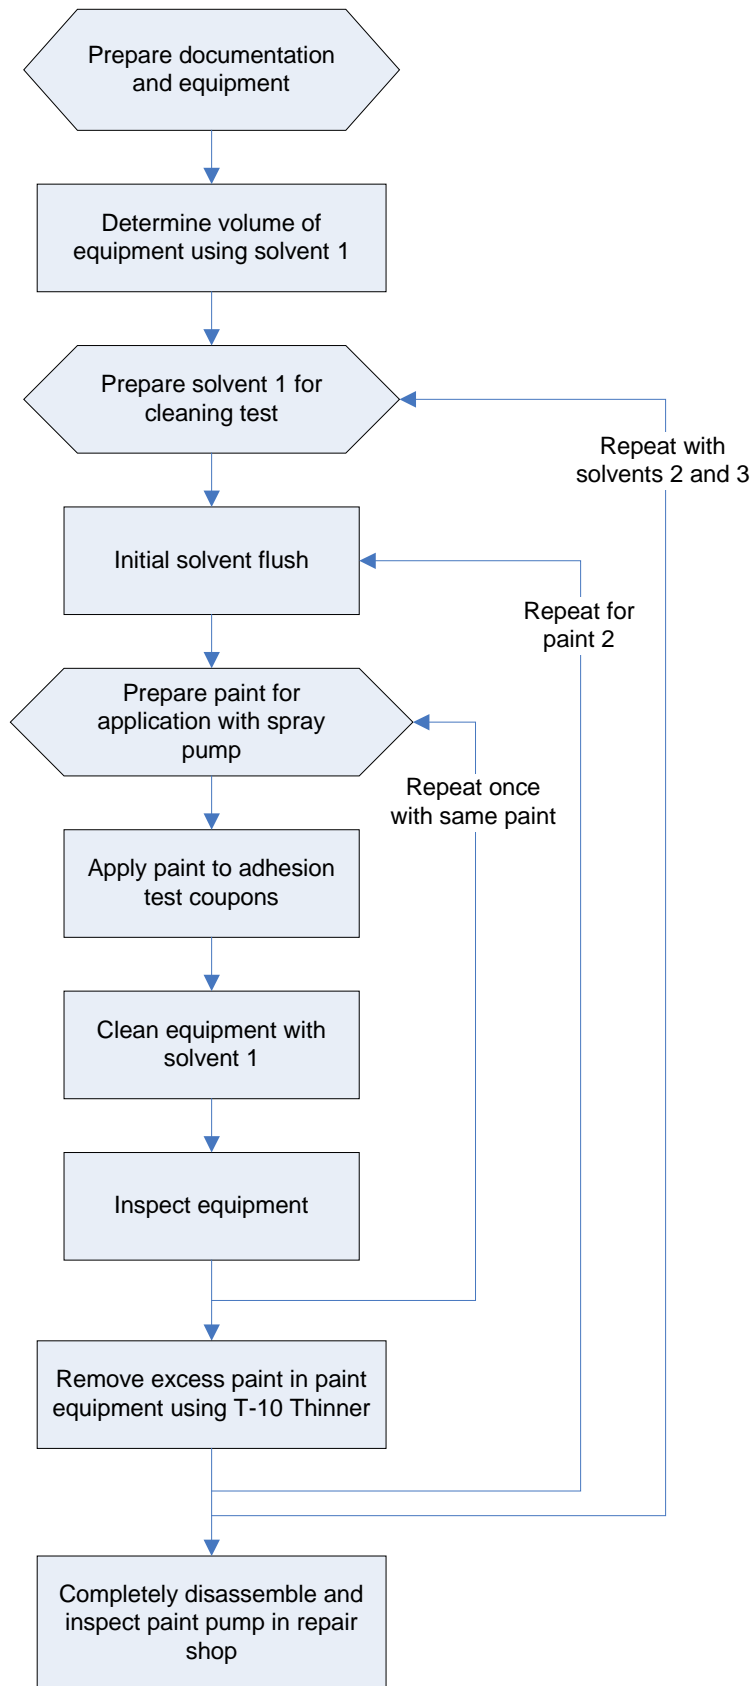 Prepare documentation
and equipment
Determine volume of
equipment using solvent 1
Prepare solvent 1 for
cleaning test
Repeat with
solvents 2 and 3
Initial solvent flush
Repeat for
paint 2
Prepare paint for
application with spray
pump
Repeat once
with same paint
Apply paint to adhesion
test coupons
Clean equipment with
solvent 1
Inspect equipment
Remove excess paint in paint
equipment using T-10 Thinner
Completely disassemble and
inspect paint pump in repair
shop